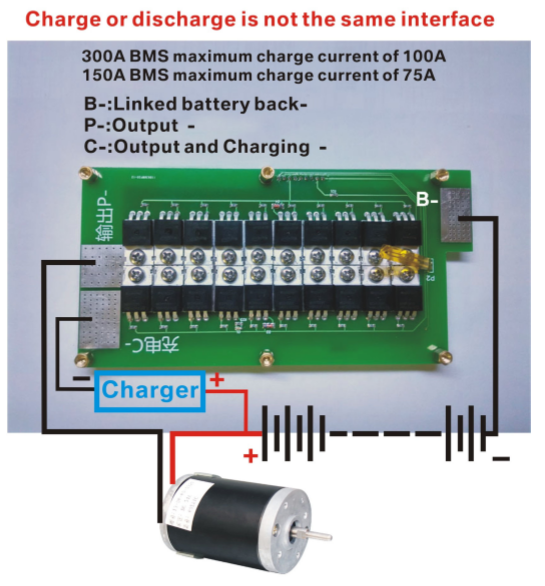 Charge or discharge is not the same interface
300A BMS maximum charge current of 100A
150A BMS maximum charge current of 75A
B-:Linked battery back-
P-:Output -
C-:Output and Charging -
B-
输出P-
P2
充电C-
- Charger +
+
-